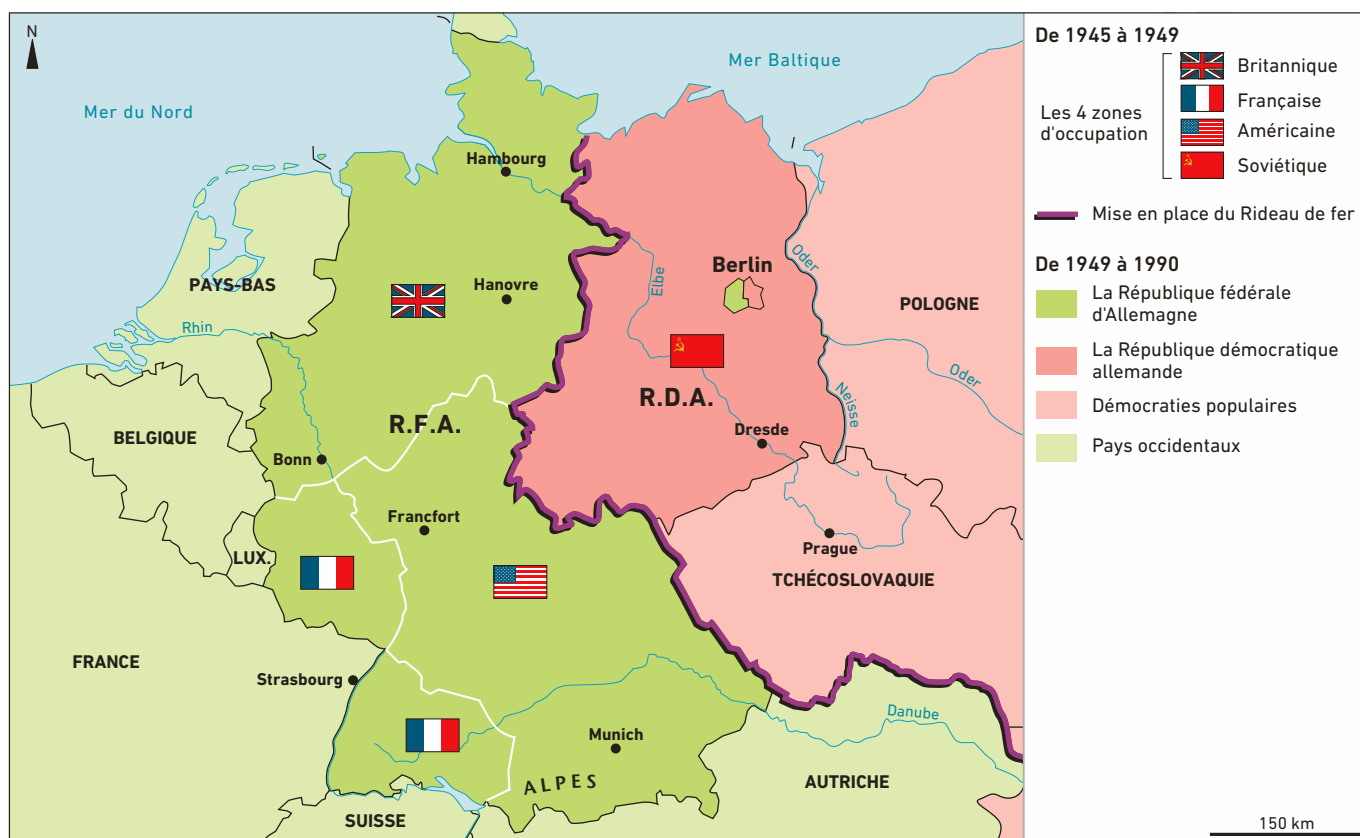 N
Mer du Nord
Mer Baltique
Hambourg
Hanovre
Berlin
Elbe
Oder
PAYS-BAS
Rhin
POLOGNE
Oder
Neisse
R.D.A.
R.F.A.
BELGIQUE
Bonn
Dresde
Francfort
LUX.
Prague
TCHÉCOSLOVAQUIE
FRANCE
Strasbourg
Danube
Munich
ALPES
AUTRICHE
SUISSE
De 1945 à 1949
Les 4 zones
d'occupation
Britannique
Française
Américaine
Soviétique
Mise en place du Rideau de fer
De 1949 à 1990
La République fédérale
d'Allemagne
La République démocratique
allemande
Démocraties populaires
Pays occidentaux
150 km